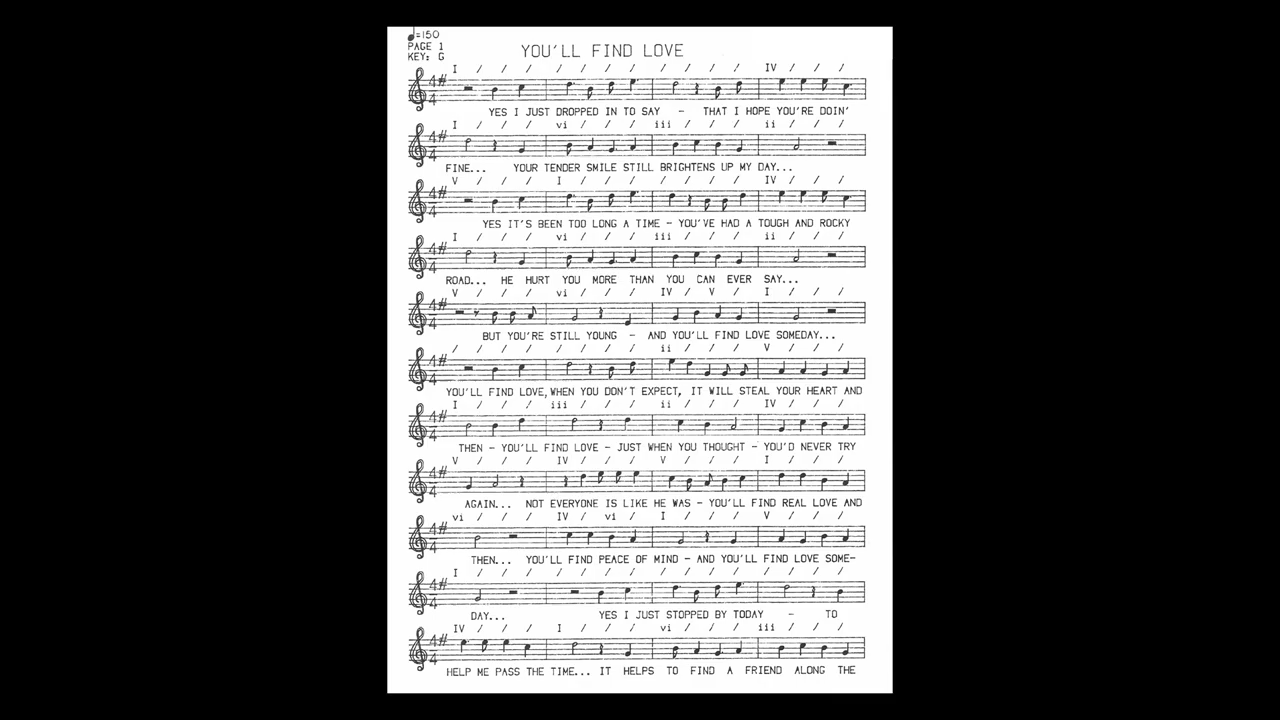 ♩=150
PAGE 1
KEY: G
YOU'LL FIND LOVE
I / / / / / / / / / / / IV / / /
YES I JUST DROPPED IN TO SAY - THAT I HOPE YOU'RE DOIN'
I / / / vi / / / iii / / / ii / / /
FINE... YOUR TENDER SMILE STILL BRIGHTENS UP MY DAY...
V / / / I / / / / / / / IV / / /
YES IT'S BEEN TOO LONG A TIME - YOU'VE HAD A TOUGH AND ROCKY
I / / / vi / / / iii / / / ii / / /
ROAD... HE HURT YOU MORE THAN YOU CAN EVER SAY...
V / / / vi / / / IV / V / I / / /
BUT YOU'RE STILL YOUNG - AND YOU'LL FIND LOVE SOMEDAY...
/ / / / / / / / ii / / / V / / /
YOU'LL FIND LOVE, WHEN YOU DON'T EXPECT, IT WILL STEAL YOUR HEART AND
I / / / iii / / / ii / / / IV / / /
THEN - YOU'LL FIND LOVE - JUST WHEN YOU THOUGHT - YOU'D NEVER TRY
V / / / IV / / / V / / / I / / /
AGAIN... NOT EVERYONE IS LIKE HE WAS - YOU'LL FIND REAL LOVE AND
vi / / / IV / vi / I / / / V / / /
THEN... YOU'LL FIND PEACE OF MIND - AND YOU'LL FIND LOVE SOME-
I / / / / / / / / / / / / / / /
DAY... YES I JUST STOPPED BY TODAY - TO
IV / / / I / / / vi / / / iii / / /
HELP ME PASS THE TIME... IT HELPS TO FIND A FRIEND ALONG THE